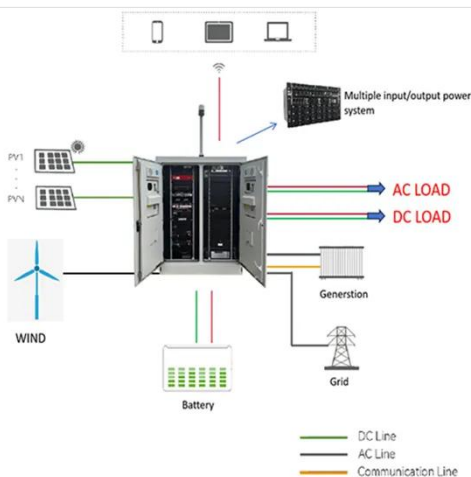 Multiple input/output power
system
PV1
PVN
AC LOAD
DC LOAD
WIND
Generstion
Battery
Grid
DC Line
AC Line
Communication Line